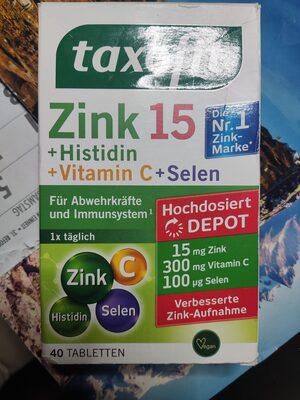 taxofit
Zink 15
+Histidin
+Vitamin C +Selen
Die
Nr.1
Zink-
Marke*
Für Abwehrkräfte
und Immunsystem¹
1x täglich
Hochdosiert
DEPOT
15 mg Zink
300 mg Vitamin C
100 µg Selen
Verbesserte
Zink-Aufnahme
Zink
C
Histidin
Selen
40 TABLETTEN
Vegan